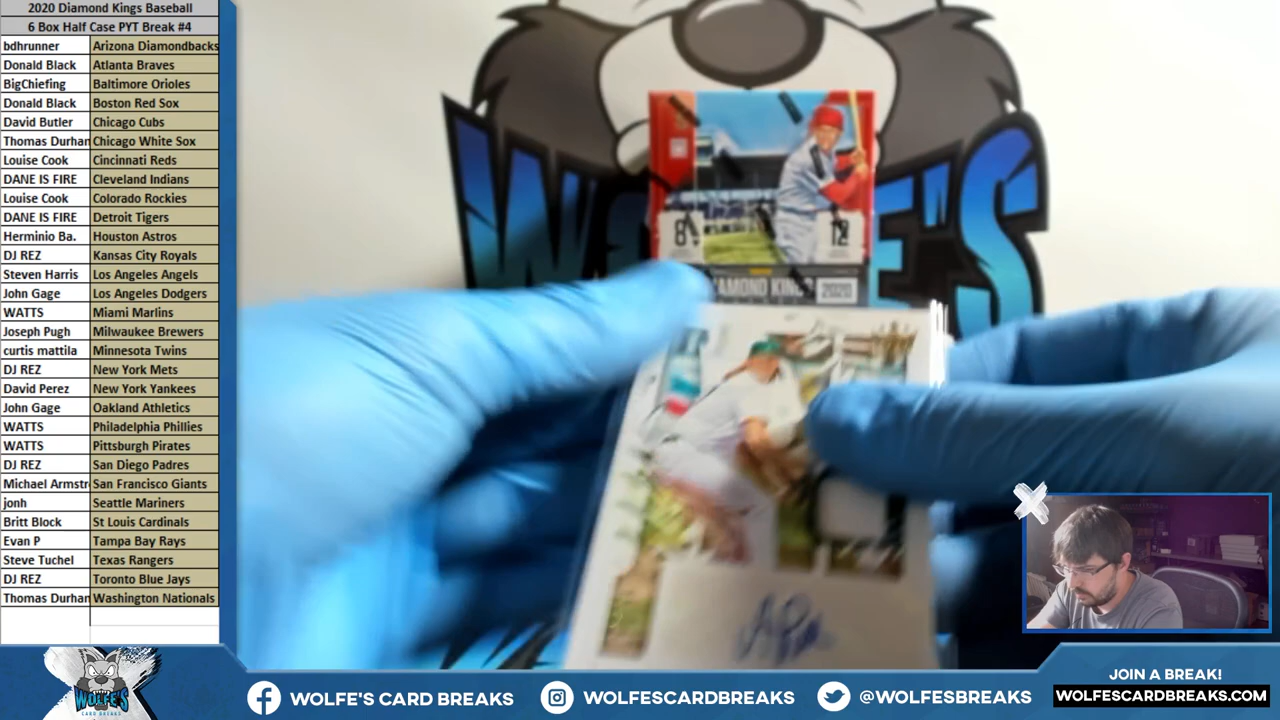 2020 Diamond Kings Baseball
6 Box Half Case PYT Break #4
bdhrunner Arizona Diamondbacks
Donald Black Atlanta Braves
BigChiefing Baltimore Orioles
Donald Black Boston Red Sox
David Butler Chicago Cubs
Thomas Durhan Chicago White Sox
Louise Cook Cincinnati Reds
DANE IS FIRE Cleveland Indians
Louise Cook Colorado Rockies
DANE IS FIRE Detroit Tigers
Herminio Ba. Houston Astros
DJ REZ Kansas City Royals
Steven Harris Los Angeles Angels
John Gage Los Angeles Dodgers
WATTS Miami Marlins
Joseph Pugh Milwaukee Brewers
curtis mattila Minnesota Twins
DJ REZ New York Mets
David Perez New York Yankees
John Gage Oakland Athletics
WATTS Philadelphia Phillies
WATTS Pittsburgh Pirates
DJ REZ San Diego Padres
Michael Armstr San Francisco Giants
jonh Seattle Mariners
Britt Block St Louis Cardinals
Evan P Tampa Bay Rays
Steve Tuchel Texas Rangers
DJ REZ Toronto Blue Jays
Thomas Durhan Washington Nationals
8 12
2020
WOLFE'S
CARD BREAKS
WOLFE'S CARD BREAKS
WOLFESCARDBREAKS
@WOLFESBREAKS
JOIN A BREAK!
WOLFESCARDBREAKS.COM